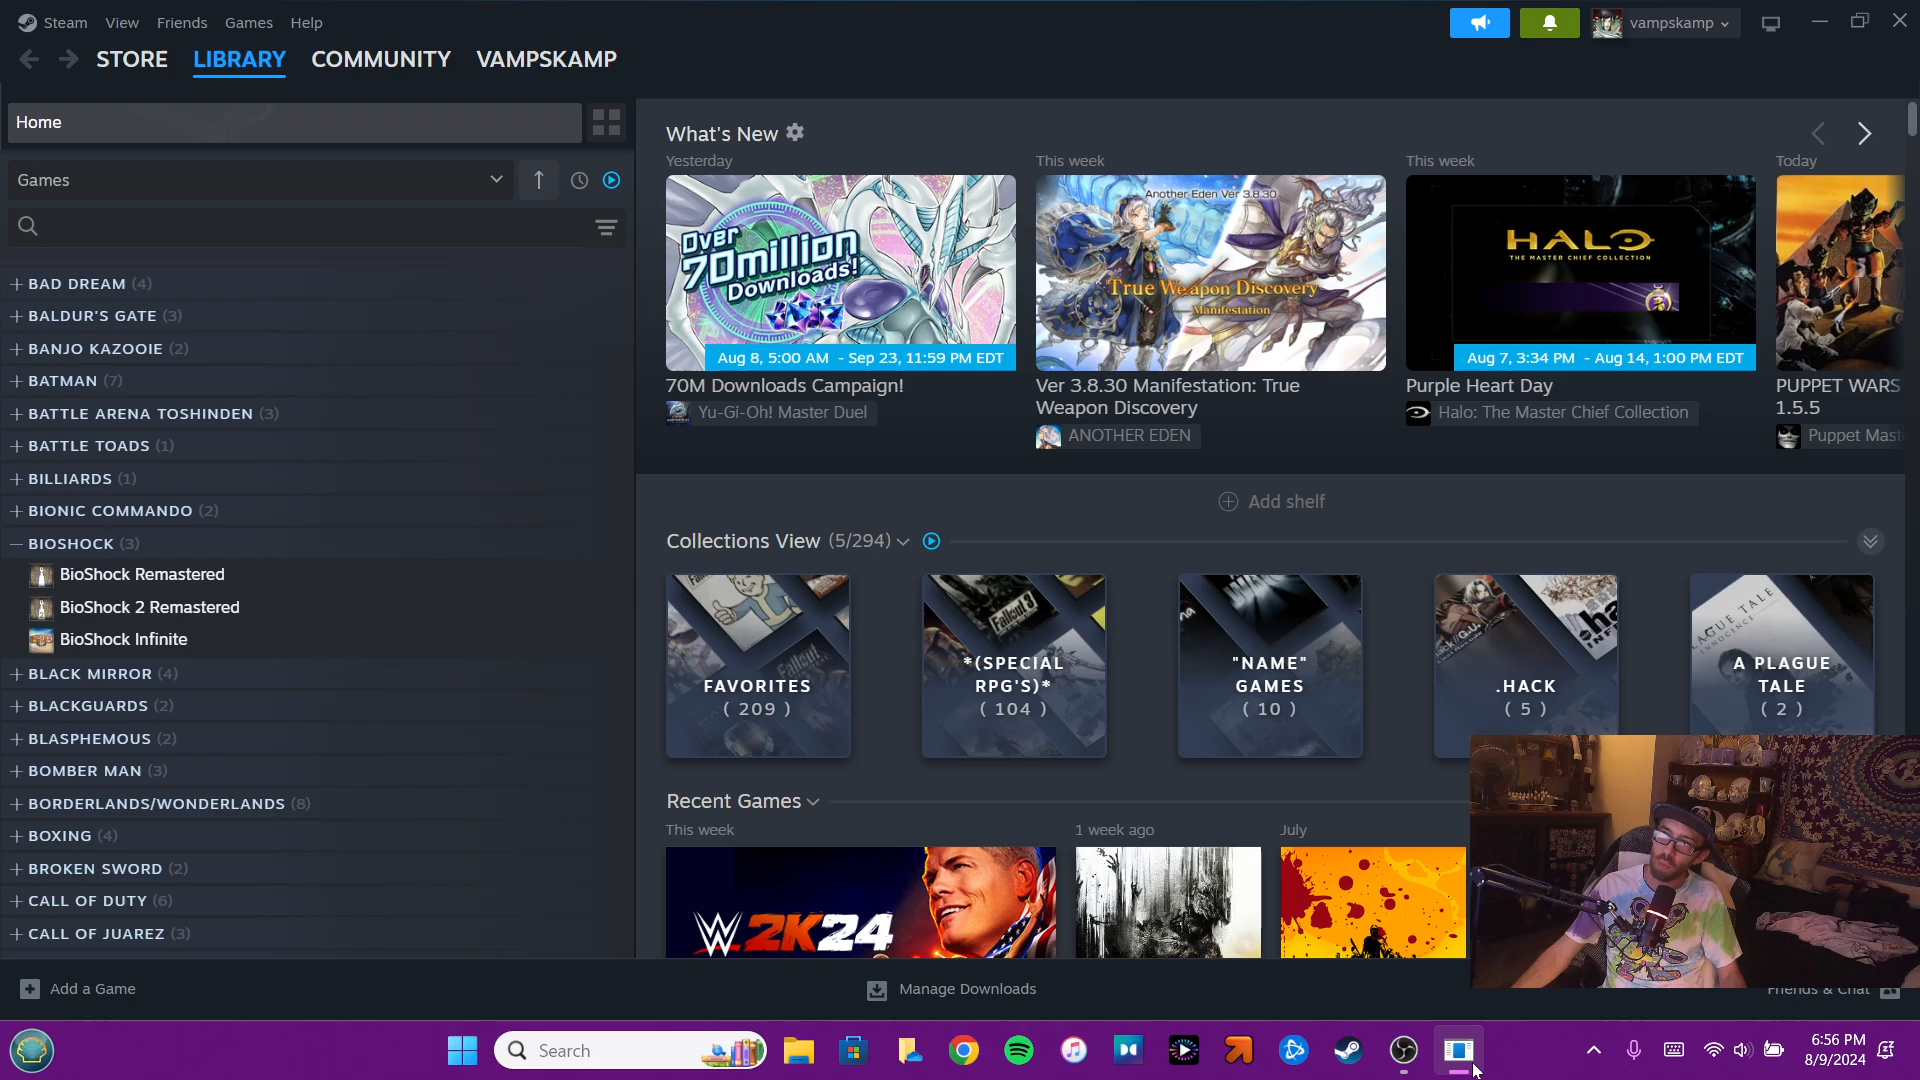 Steam View Friends Games Help
vampskamp
STORE LIBRARY COMMUNITY VAMPSKAMP
Home
Games
BAD DREAM (4)
BALDUR'S GATE (3)
BANJO KAZOOIE (2)
BATMAN (7)
BATTLE ARENA TOSHINDEN (3)
BATTLE TOADS (1)
BILLIARDS (1)
BIONIC COMMANDO (2)
BIOSHOCK (3)
BioShock Remastered
BioShock 2 Remastered
BioShock Infinite
BLACK MIRROR (4)
BLACKGUARDS (2)
BLASPHEMOUS (2)
BOMBER MAN (3)
BORDERLANDS/WONDERLANDS (8)
BOXING (4)
BROKEN SWORD (2)
CALL OF DUTY (6)
CALL OF JUAREZ (3)
Add a Game
What's New
Yesterday
Over
70million
Downloads!
Aug 8, 5:00 AM - Sep 23, 11:59 PM EDT
70M Downloads Campaign!
Yu-Gi-Oh! Master Duel
This week
Another Eden Ver 3.8.30
True Weapon Discovery
Manifestation
Ver 3.8.30 Manifestation: True
Weapon Discovery
ANOTHER EDEN
This week
HALO
THE MASTER CHIEF COLLECTION
Aug 7, 3:34 PM - Aug 14, 1:00 PM EDT
Purple Heart Day
Halo: The Master Chief Collection
Today
PUPPET WARS
1.5.5
Puppet Mast
Add shelf
Collections View (5/294)
FAVORITES
( 209 )
Fallout 3
*(SPECIAL
RPG'S)*
( 104 )
"NAME"
GAMES
( 10 )
.HACK
( 5 )
A PLAGUE
TALE
( 2 )
Recent Games
This week
W 2K24
1 week ago
July
Manage Downloads
Friends & Chat
Search
6:56 PM
8/9/2024